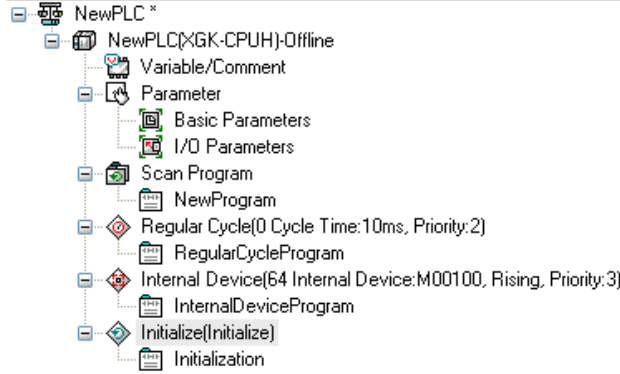 NewPLC *
NewPLC(XGK-CPUH)-Offline
Variable/Comment
Parameter
Basic Parameters
I/O Parameters
Scan Program
NewProgram
Regular Cycle(0 Cycle Time:10ms, Priority:2)
RegularCycleProgram
Internal Device(64 Internal Device:M00100, Rising, Priority:3)
InternalDeviceProgram
Initialize(Initialize)
Initialization